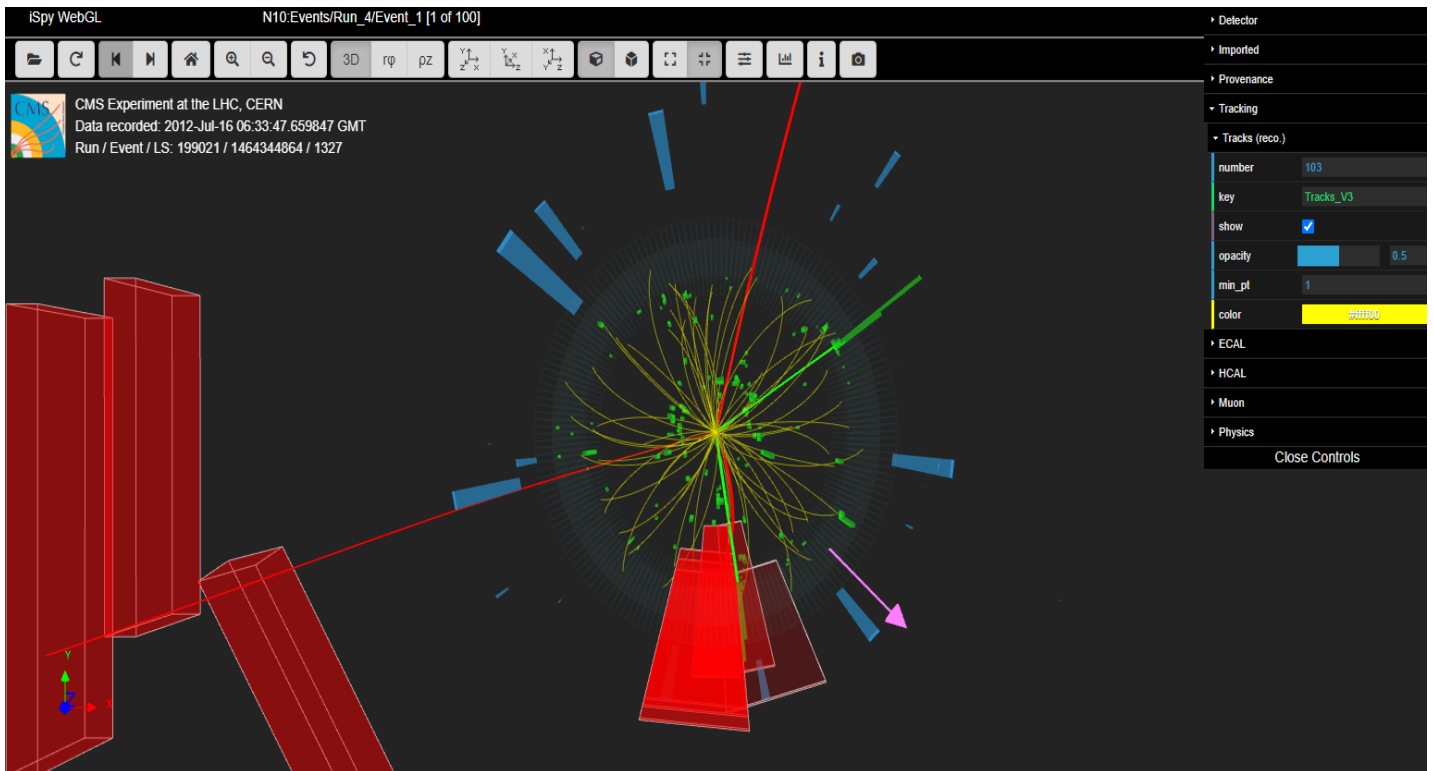 iSpy WebGL
N10:Events/Run_4/Event_1 [1 of 100]
3D
rφ
ρz
Y
Z
X
Y
X
Z
X
Y
Z
i
CMS
CMS Experiment at the LHC, CERN
Data recorded: 2012-Jul-16 06:33:47.659847 GMT
Run / Event / LS: 199021 / 1464344864 / 1327
Y
Z
X
Detector
Imported
Provenance
Tracking
Tracks (reco.)
number 103
key Tracks_V3
show
opacity 0.5
min_pt 1
color #ffff00
ECAL
HCAL
Muon
Physics
Close Controls